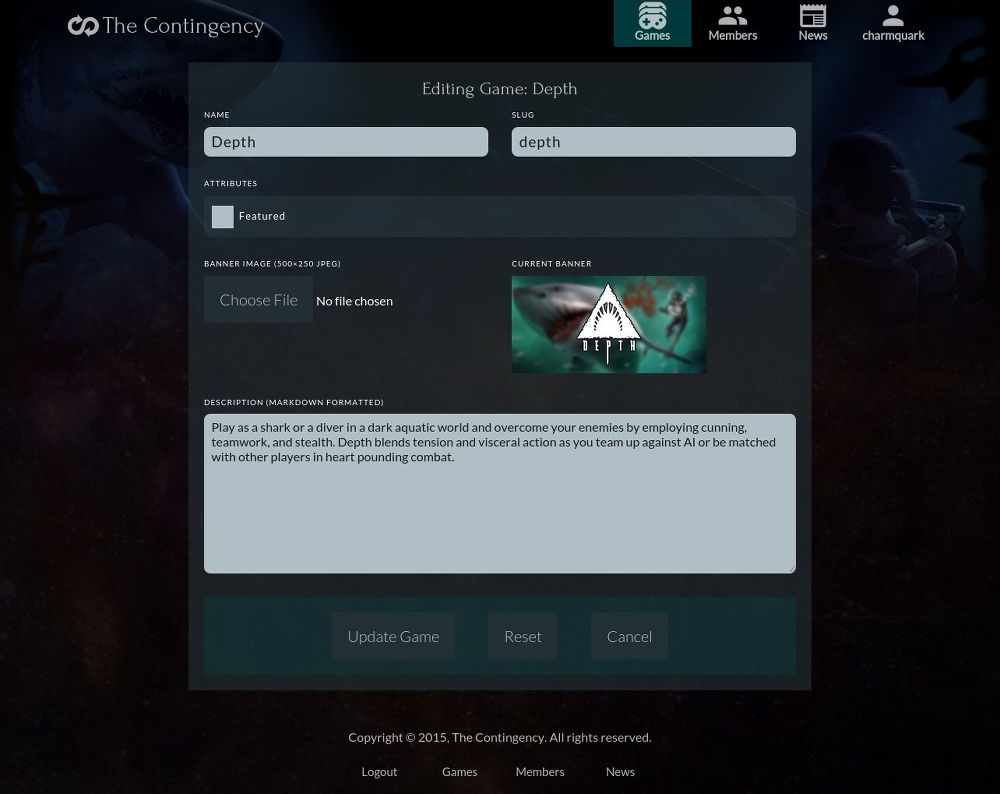 The Contingency
Games
Members
News
charmquark
Editing Game: Depth
NAME
SLUG
Depth
depth
ATTRIBUTES
Featured
BANNER IMAGE (500×250 JPEG)
CURRENT BANNER
Choose File No file chosen
DEPTH
DESCRIPTION (MARKDOWN FORMATTED)
Play as a shark or a diver in a dark aquatic world and overcome your enemies by employing cunning,
teamwork, and stealth. Depth blends tension and visceral action as you team up against AI or be matched
with other players in heart pounding combat.
Update Game
Reset
Cancel
Copyright © 2015, The Contingency. All rights reserved.
Logout
Games
Members
News